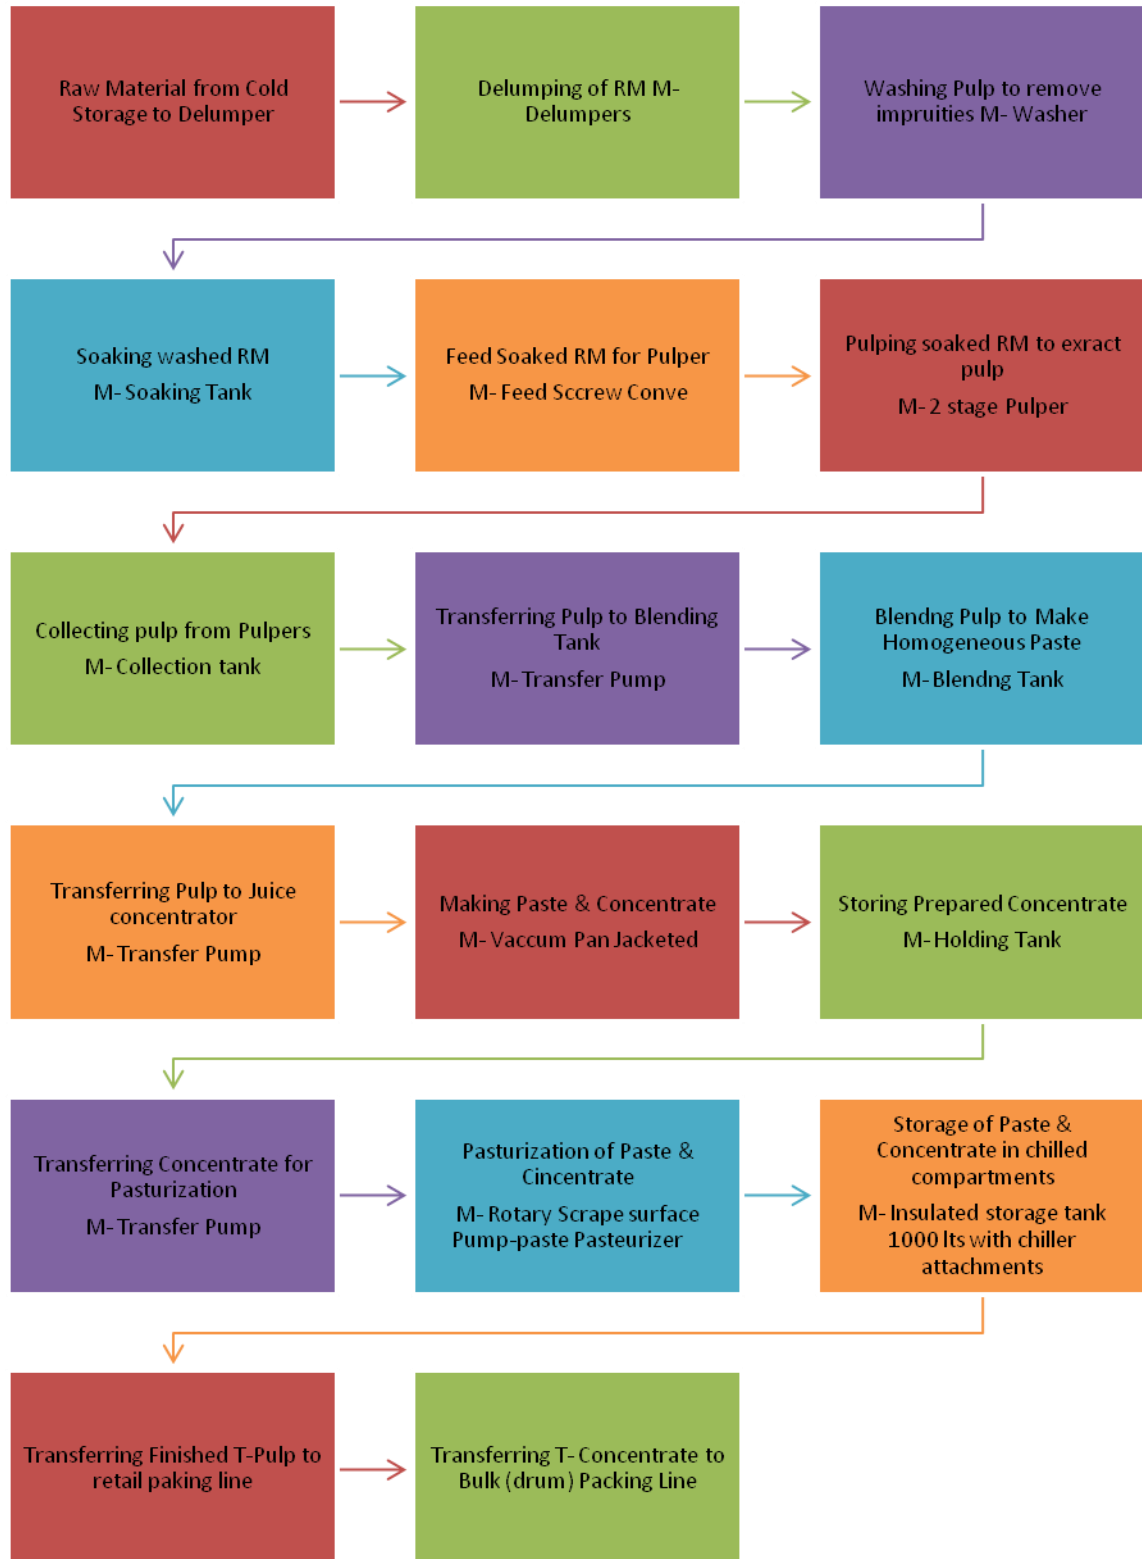 Raw Material from Cold
Storage to Delumper
Delumping of RM M-
Delumpers
Washing Pulp to remove
impruities M- Washer
Soaking washed RM
M- Soaking Tank
Feed Soaked RM for Pulper
M- Feed Sccrew Conve
Pulping soaked RM to exract
pulp
M- 2 stage Pulper
Collecting pulp from Pulpers
M- Collection tank
Transferring Pulp to Blending
Tank
M- Transfer Pump
Blendng Pulp to Make
Homogeneous Paste
M- Blendng Tank
Transferring Pulp to Juice
concentrator
M- Transfer Pump
Making Paste & Concentrate
M- Vaccum Pan Jacketed
Storing Prepared Concentrate
M- Holding Tank
Transferring Concentrate for
Pasturization
M- Transfer Pump
Pasturization of Paste &
Cincentrate
M- Rotary Scrape surface
Pump-paste Pasteurizer
Storage of Paste &
Concentrate in chilled
compartments
M- Insulated storage tank
1000 lts with chiller
attachments
Transferring Finished T-Pulp to
retail paking line
Transferring T- Concentrate to
Bulk (drum) Packing Line